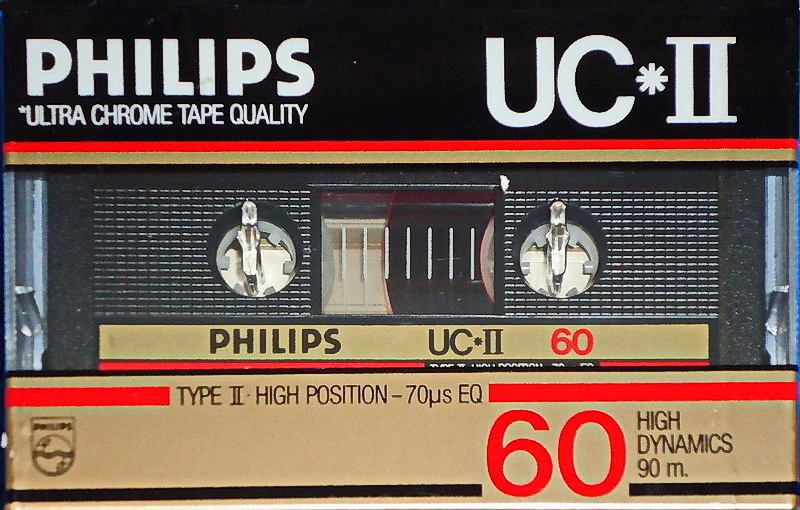 PHILIPS
*ULTRA CHROME TAPE QUALITY
UC*II
PHILIPS UC*II 60
TYPE II · HIGH POSITION – 70µs EQ
PHILIPS
60
HIGH
DYNAMICS
90 m.